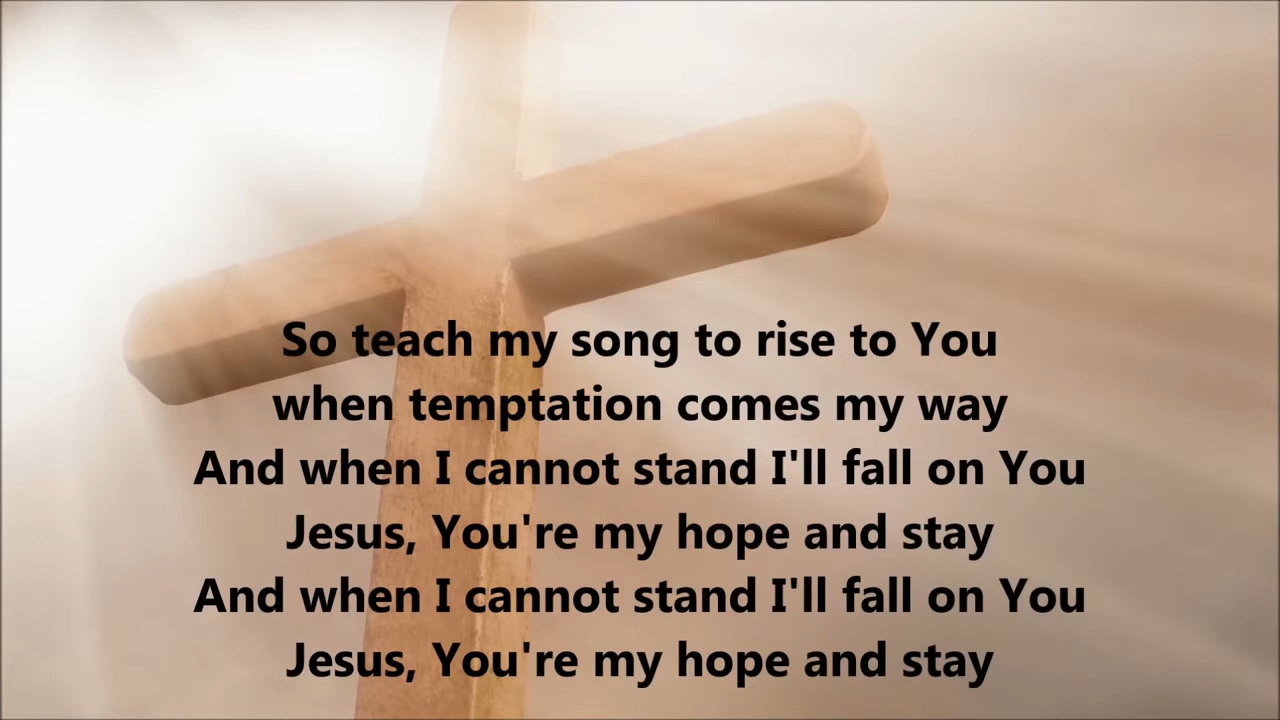 So teach my song to rise to You
when temptation comes my way
And when I cannot stand I'll fall on You
Jesus, You're my hope and stay
And when I cannot stand I'll fall on You
Jesus, You're my hope and stay